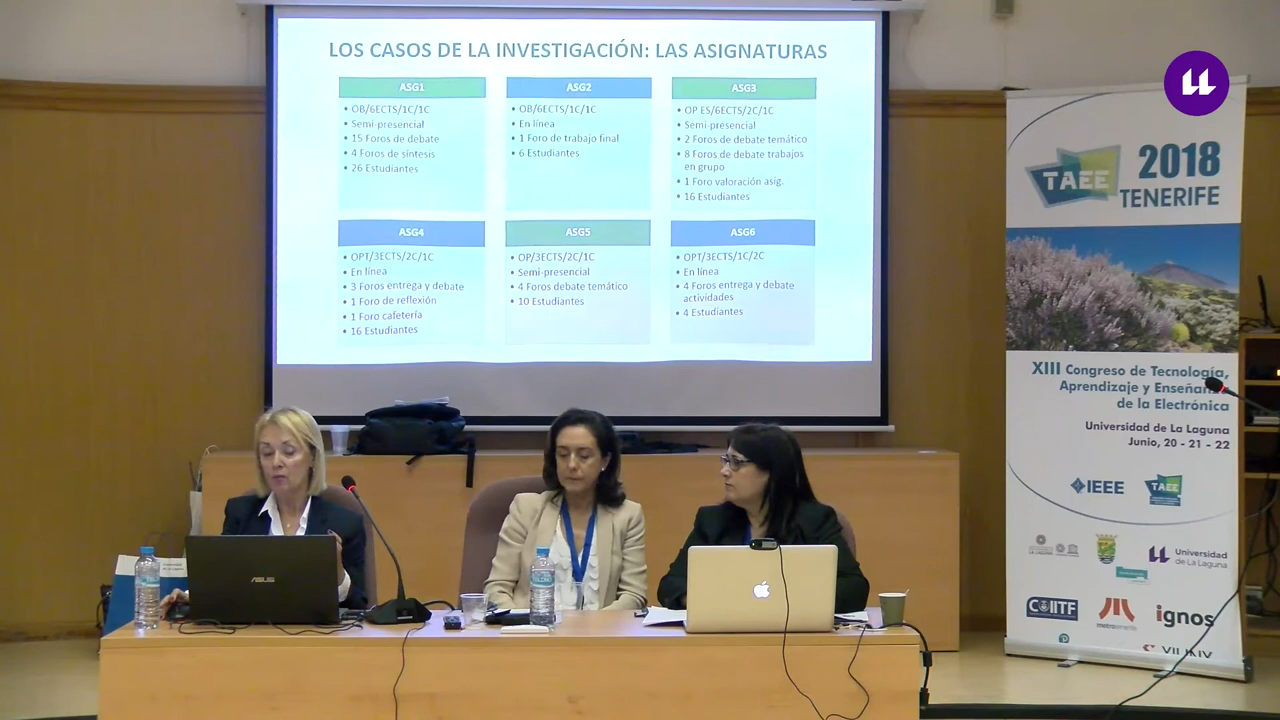 LOS CASOS DE LA INVESTIGACIÓN: LAS ASIGNATURAS
ASG1
• OB/6ECTS/1C/1C
• Semi-presencial
• 15 Foros de debate
• 4 Foros de síntesis
• 26 Estudiantes
ASG2
• OB/6ECTS/1C/1C
• En línea
• 1 Foro de trabajo final
• 6 Estudiantes
ASG3
• OP ES/6ECTS/2C/1C
• Semi-presencial
• 2 Foros de debate temático
• 8 Foros de debate trabajos
en grupo
• 1 Foro valoración asig.
• 16 Estudiantes
ASG4
• OPT/3ECTS/2C/1C
• En línea
• 3 Foros entrega y debate
• 1 Foro de reflexión
• 1 Foro cafetería
• 16 Estudiantes
ASG5
• OP/3ECTS/2C/1C
• Semi-presencial
• 4 Foros debate temático
• 10 Estudiantes
ASG6
• OPT/3ECTS/1C/2C
• En línea
• 4 Foros entrega y debate
actividades
• 4 Estudiantes
TAEE
2018
TENERIFE
XIII Congreso de Tecnología,
Aprendizaje y
de la Electrónica
Universidad de La Laguna
Junio, 20 - 21 - 22
IEEE
TAEE
Universidad
de La Laguna
COIITF
metrotenerife
ignos
ASUS